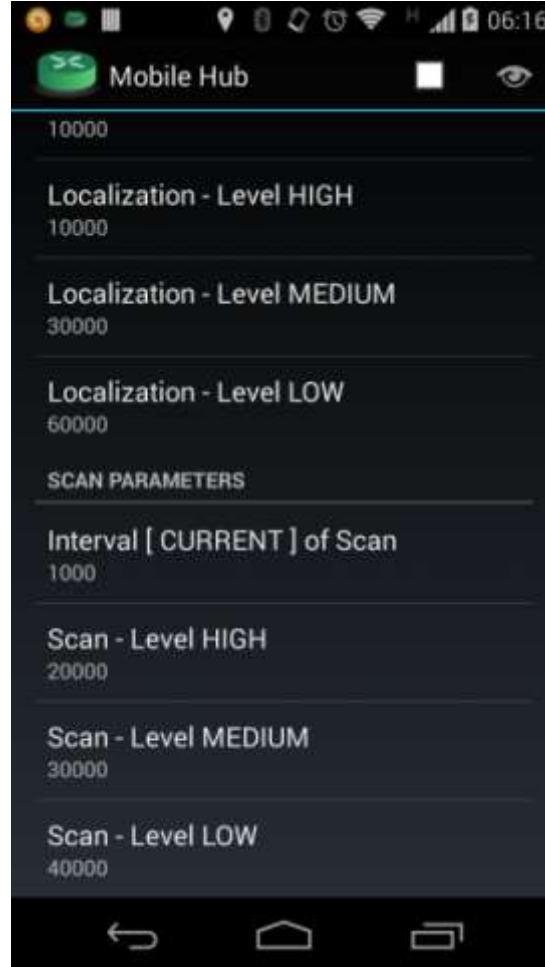 H 06:16
Mobile Hub
10000
Localization - Level HIGH
10000
Localization - Level MEDIUM
30000
Localization - Level LOW
60000
SCAN PARAMETERS
Interval [ CURRENT ] of Scan
1000
Scan - Level HIGH
20000
Scan - Level MEDIUM
30000
Scan - Level LOW
40000